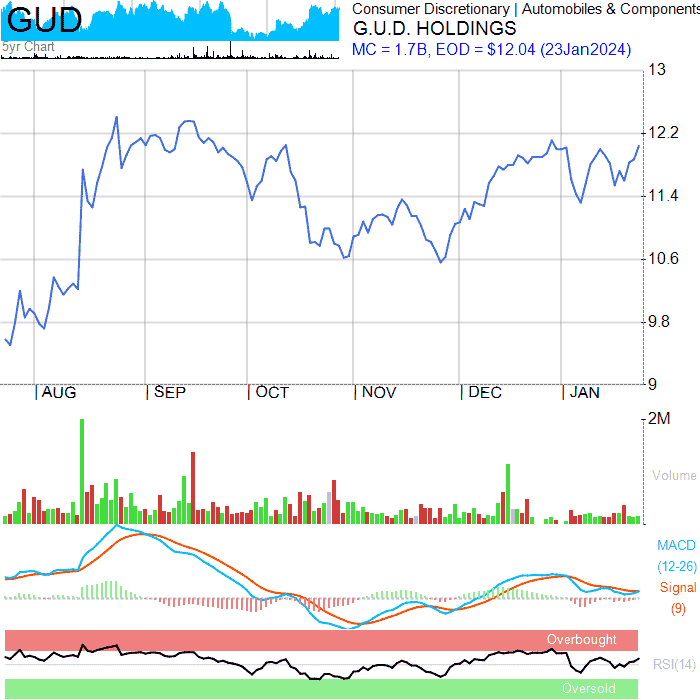 GUD
5yr Chart
Consumer Discretionary | Automobiles & Components
G.U.D. HOLDINGS
MC = 1.7B, EOD = $12.04 (23Jan2024)
13
12.2
11.4
10.6
9.8
9
| AUG | SEP | OCT | NOV | DEC | JAN
2M
Volume
MACD
(12-26)
Signal
(9)
Overbought
RSI(14)
Oversold